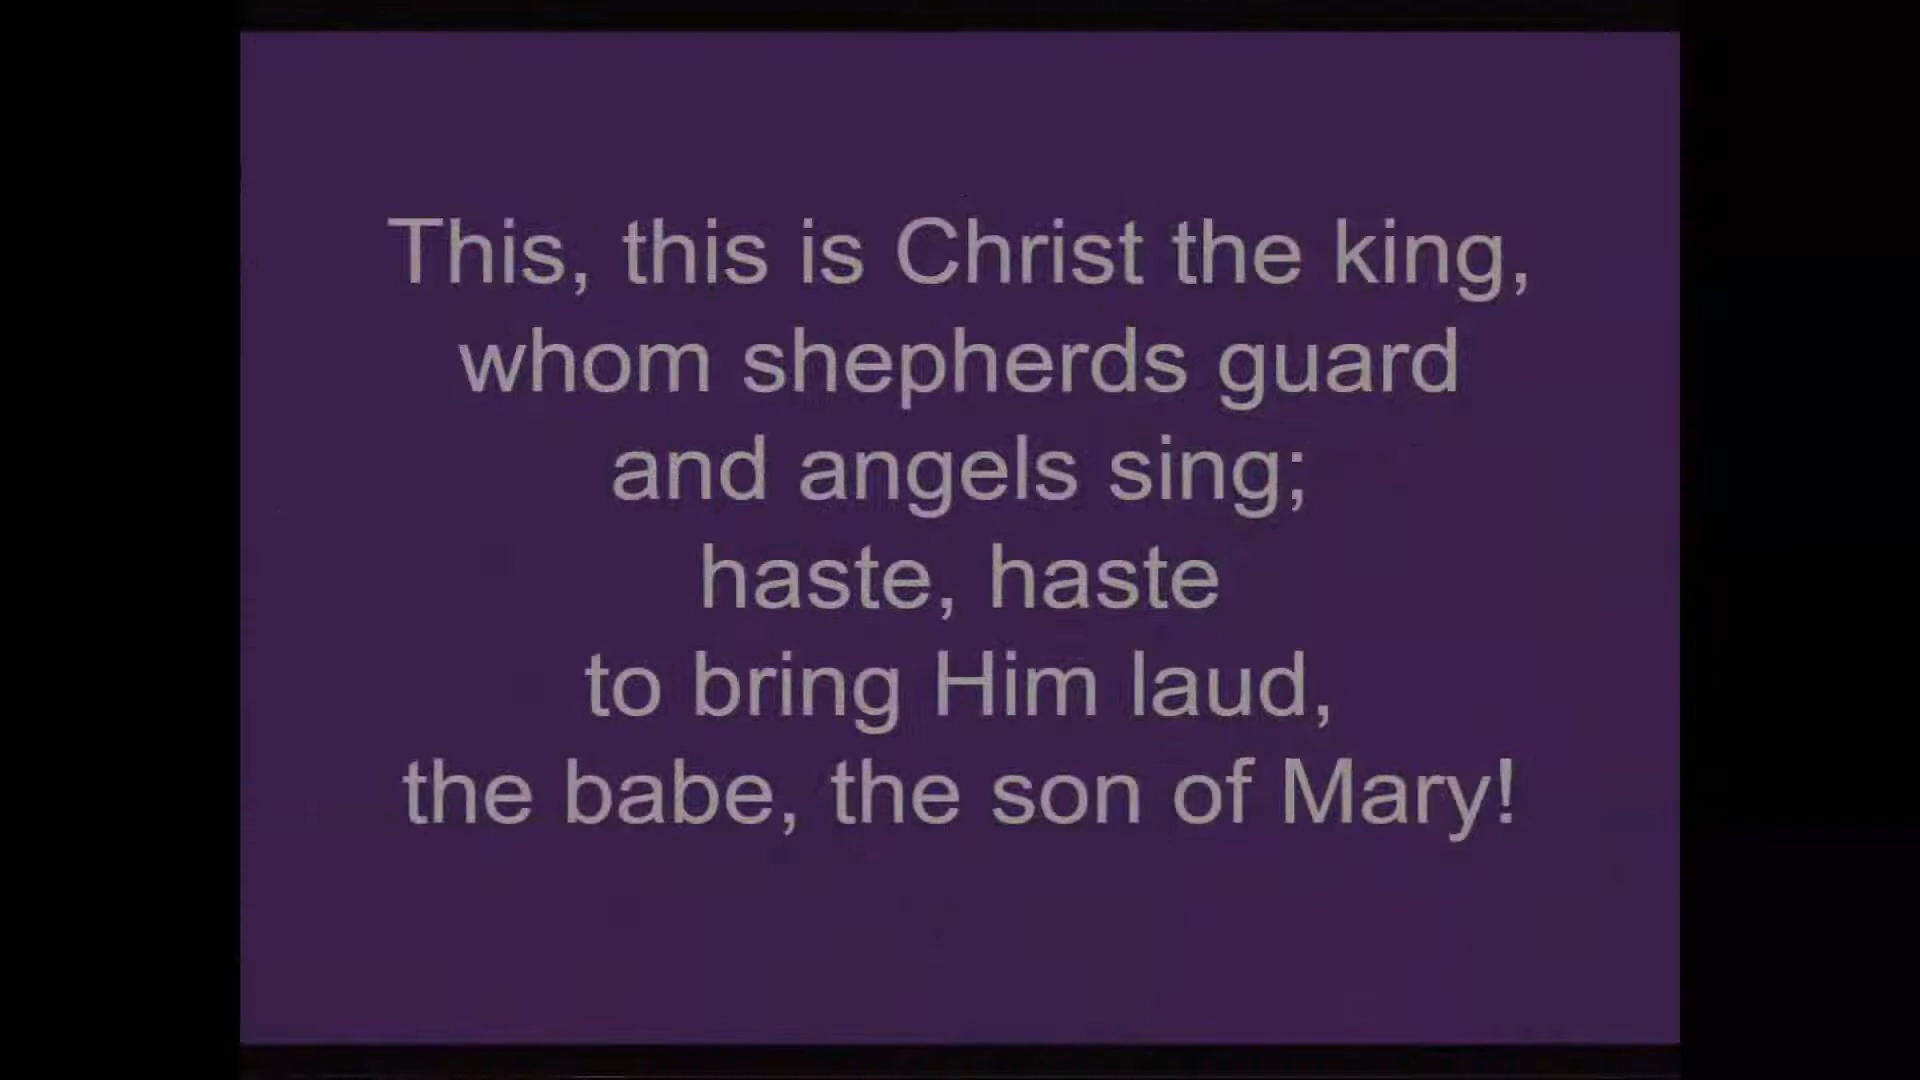 This, this is Christ the king,
whom shepherds guard
and angels sing;
haste, haste
to bring Him laud,
the babe, the son of Mary!